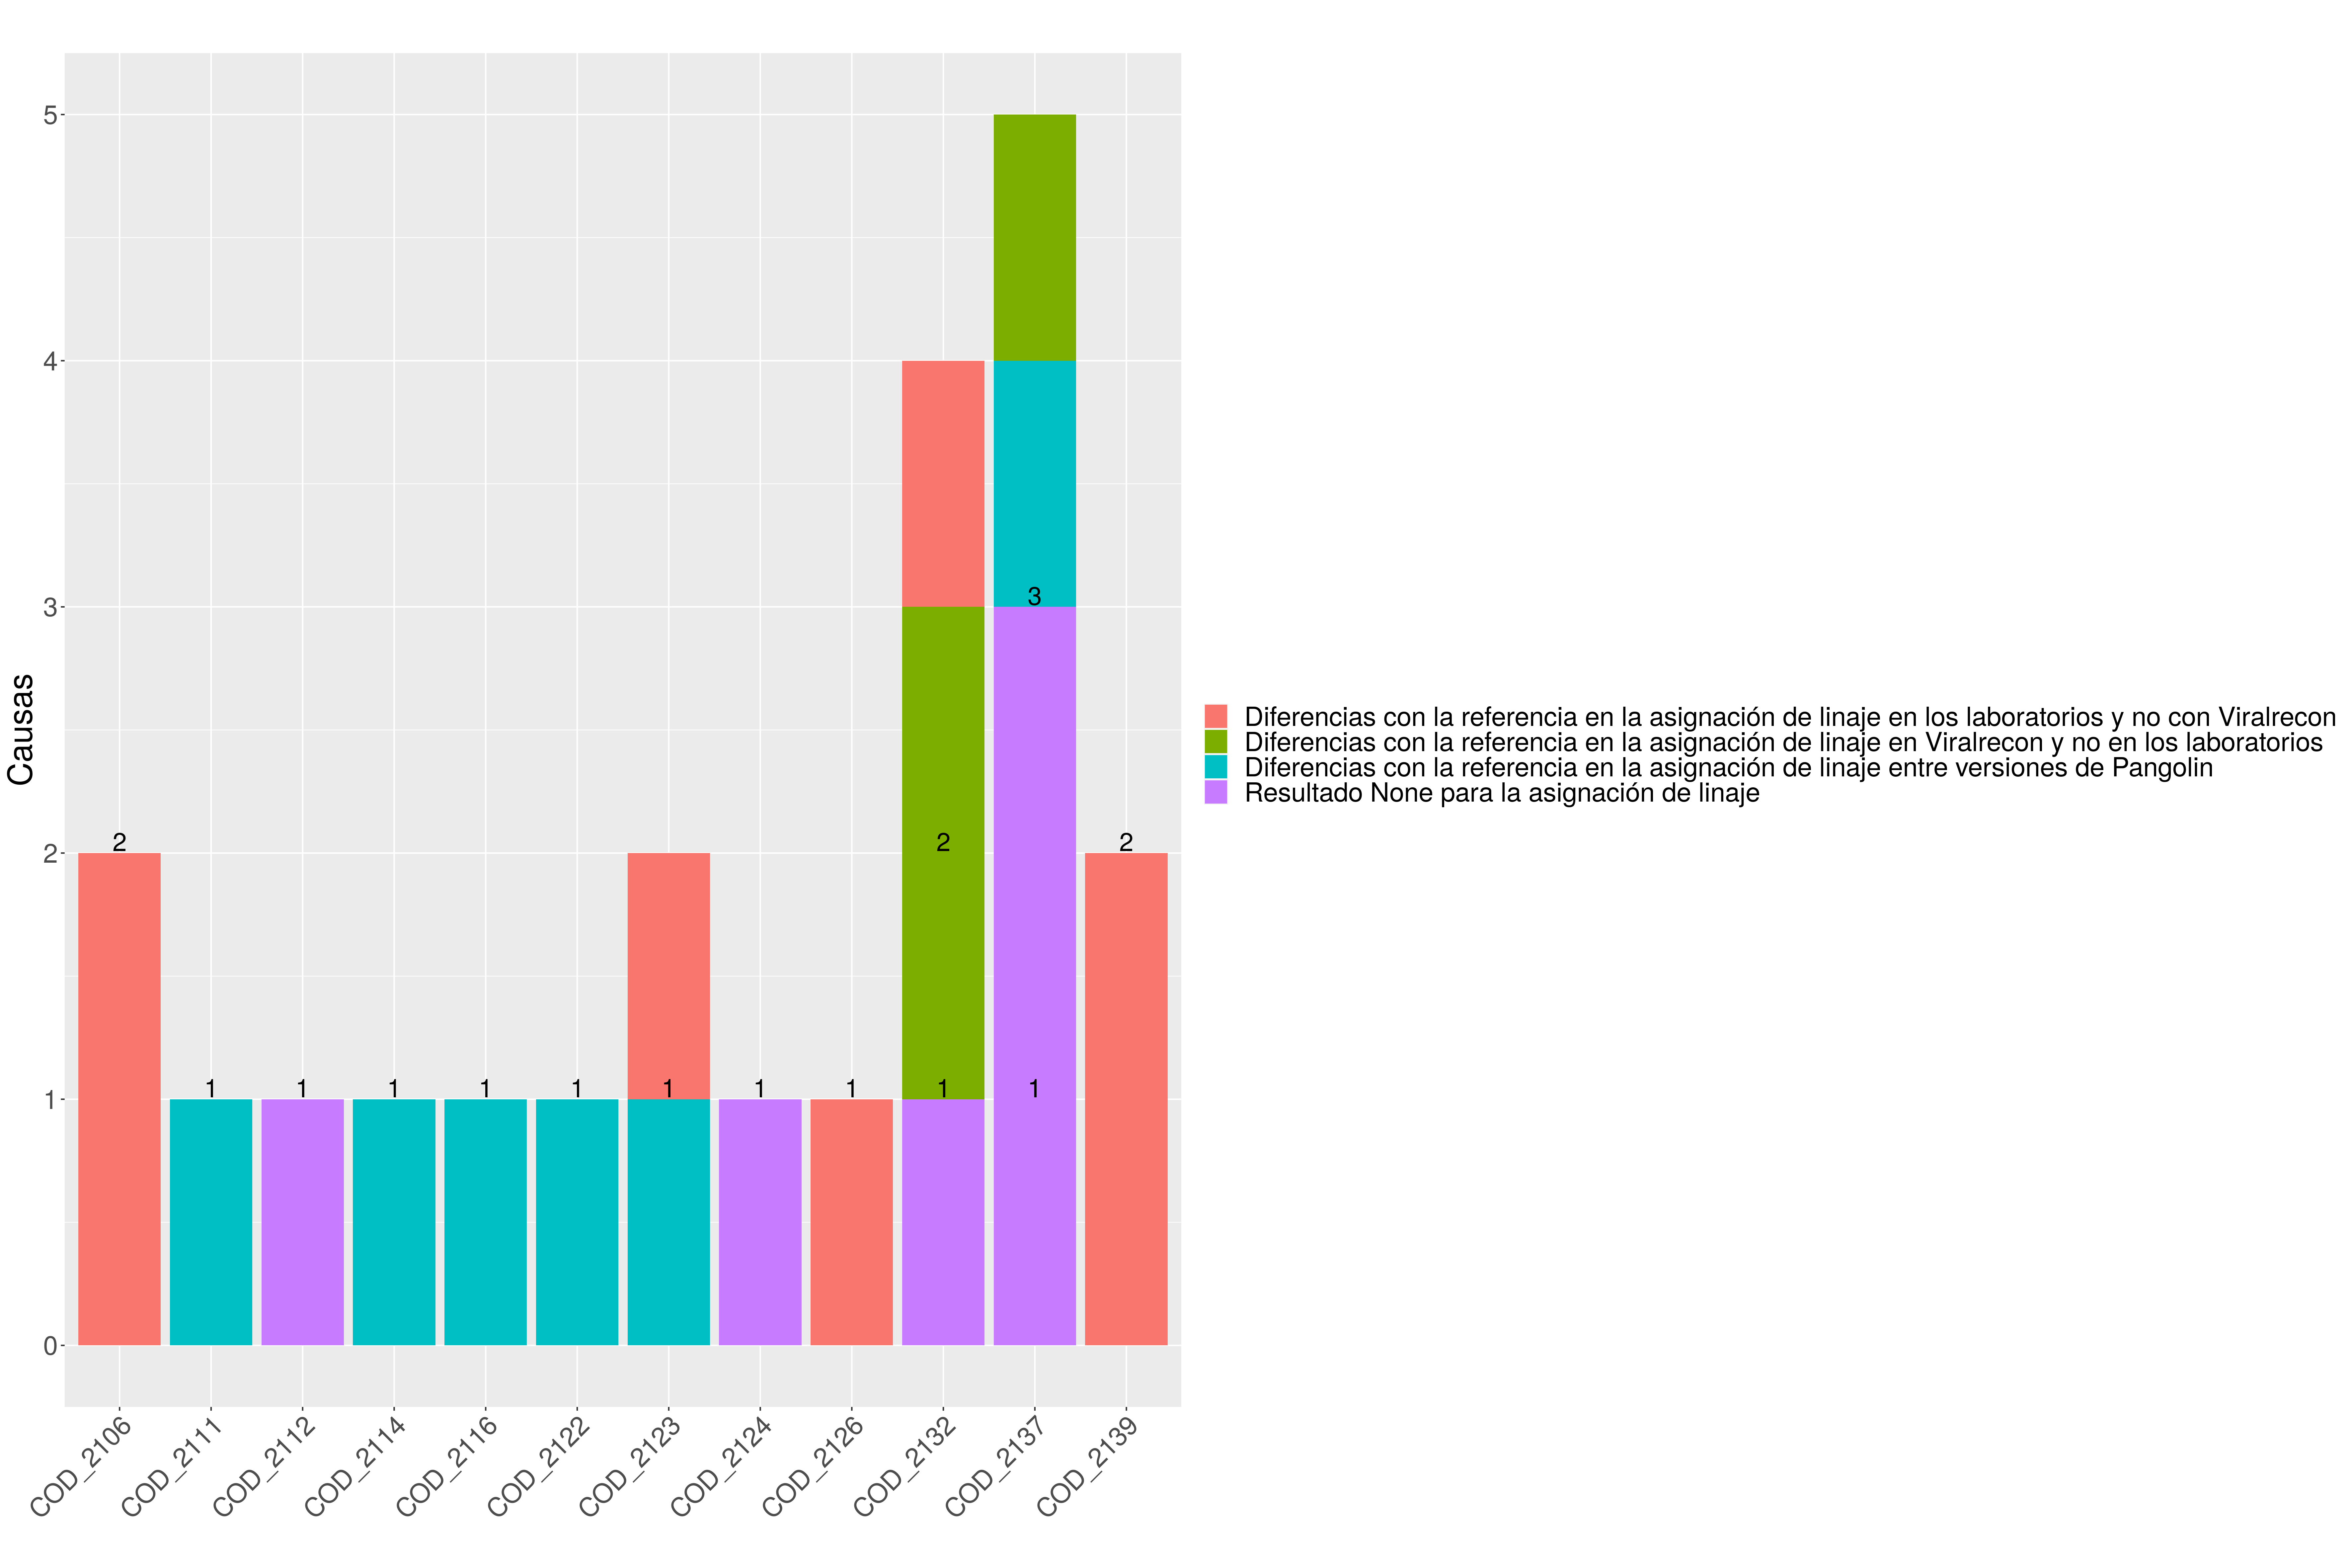 Causas
5
4
3
2
1
0
3
2
2
2
1
1
1
1
1
1
1
1
1
1
COD_2106
COD_2111
COD_2112
COD_2114
COD_2116
COD_2122
COD_2123
COD_2124
COD_2126
COD_2132
COD_2137
COD_2139
Diferencias con la referencia en la asignación de linaje en los laboratorios y no con Viralrecon
Diferencias con la referencia en la asignación de linaje en Viralrecon y no en los laboratorios
Diferencias con la referencia en la asignación de linaje entre versiones de Pangolin
Resultado None para la asignación de linaje